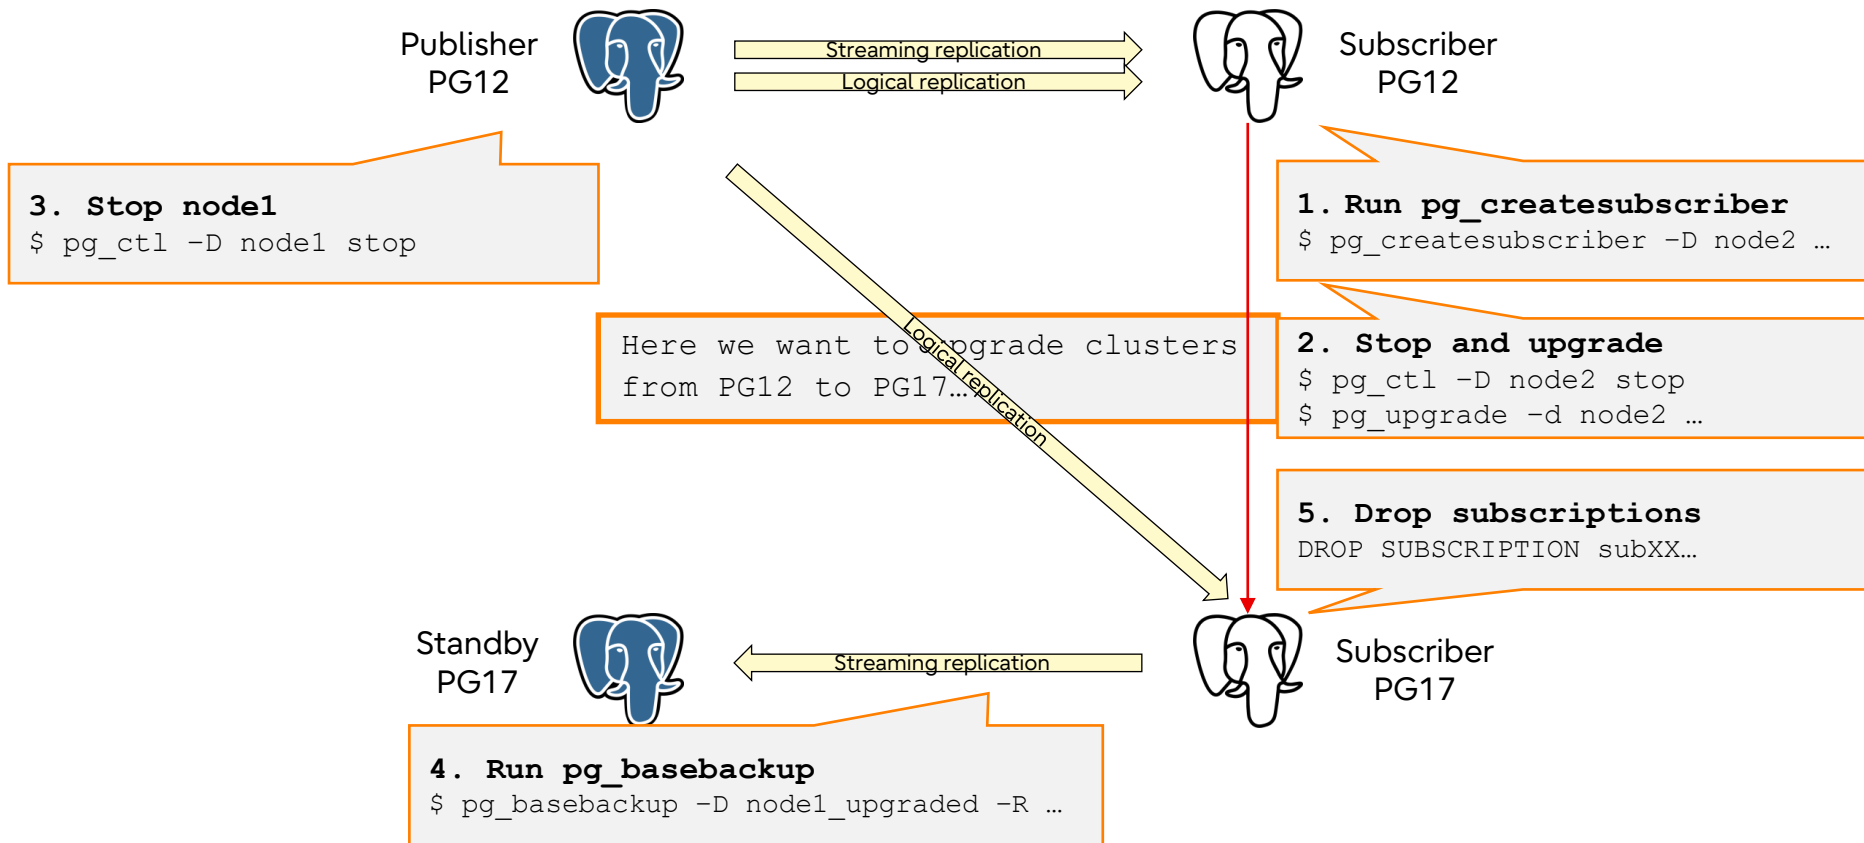 Publisher
PG12
Streaming replication
Logical replication
Subscriber
PG12
3. Stop node1
$ pg_ctl –D node1 stop
1. Run pg_createsubscriber
$ pg_createsubscriber –D node2 …
Here we want to upgrade clusters
from PG12 to PG17…
Logical replication
2. Stop and upgrade
$ pg_ctl –D node2 stop
$ pg_upgrade –d node2 …
5. Drop subscriptions
DROP SUBSCRIPTION subXX…
Standby
PG17
Streaming replication
Subscriber
PG17
4. Run pg_basebackup
$ pg_basebackup –D node1_upgraded –R …